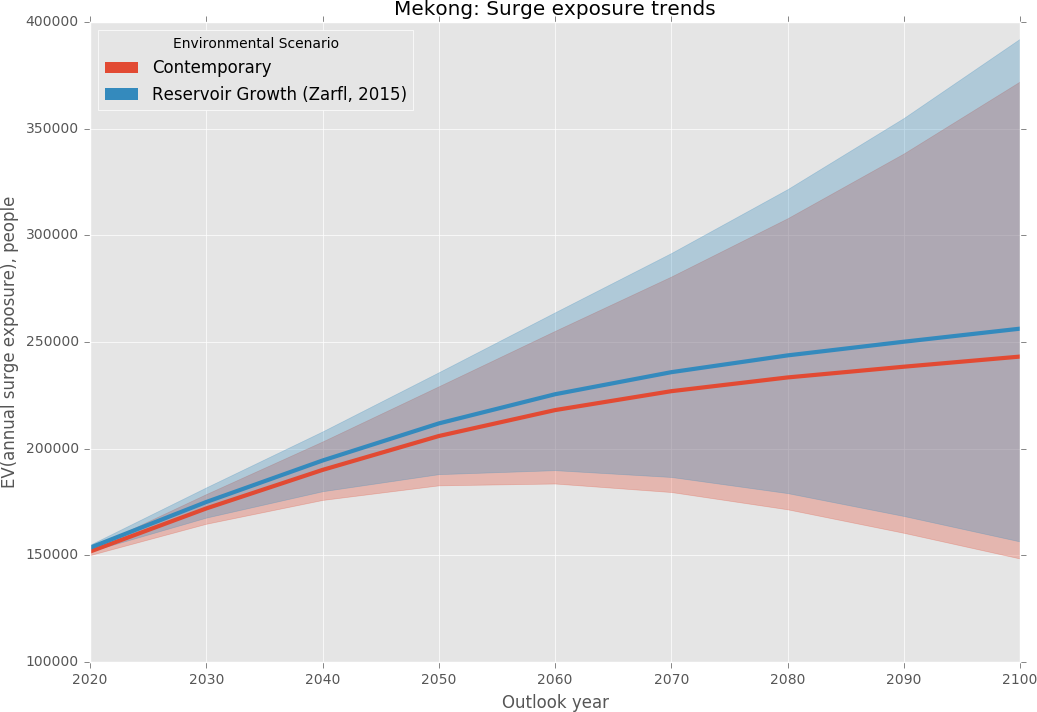 Mekong: Surge exposure trends
400000
350000
300000
250000
200000
150000
100000
EV(annual surge exposure), people
Environmental Scenario
Contemporary
Reservoir Growth (Zarfl, 2015)
2020 2030 2040 2050 2060 2070 2080 2090 2100
Outlook year